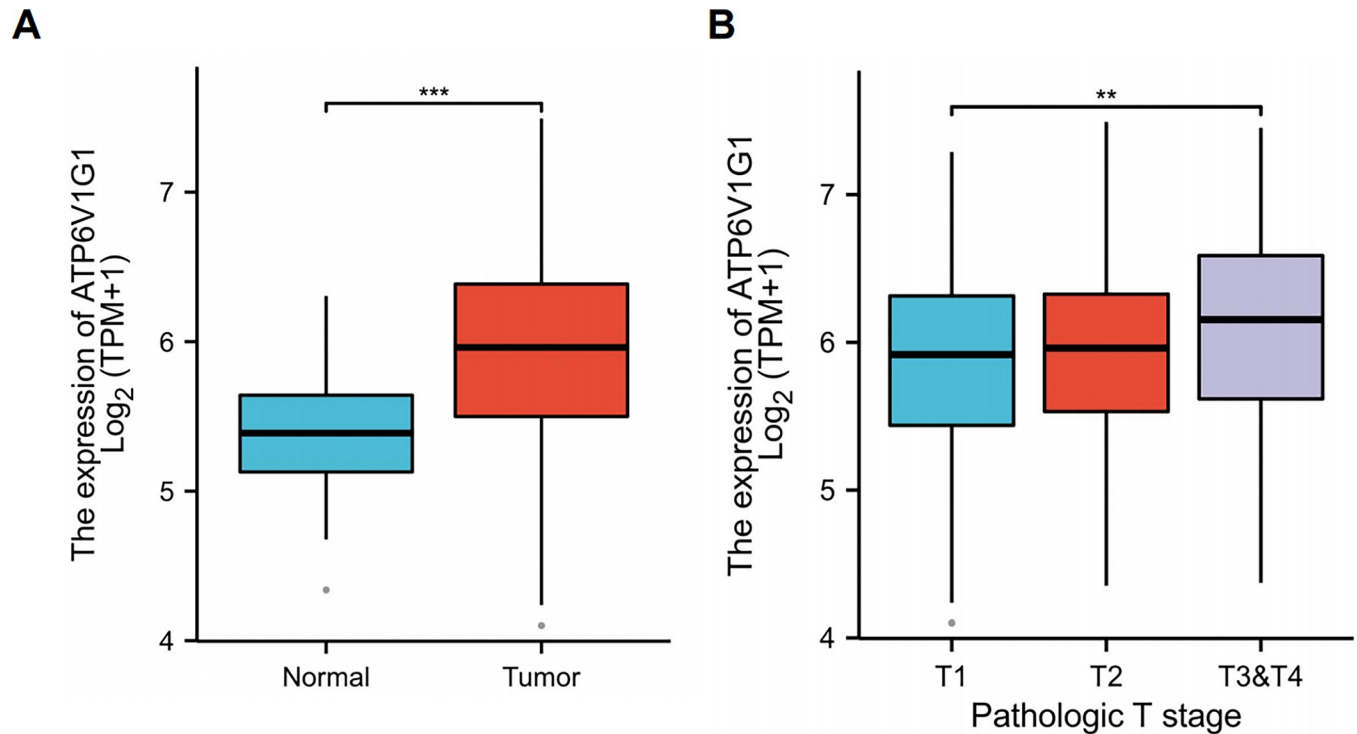 A
The expression of ATP6V1G1
Log2 (TPM+1)
***
7
6
5
4
Normal Tumor
B
The expression of ATP6V1G1
Log2 (TPM+1)
**
7
6
5
4
T1 T2 T3&T4
Pathologic T stage